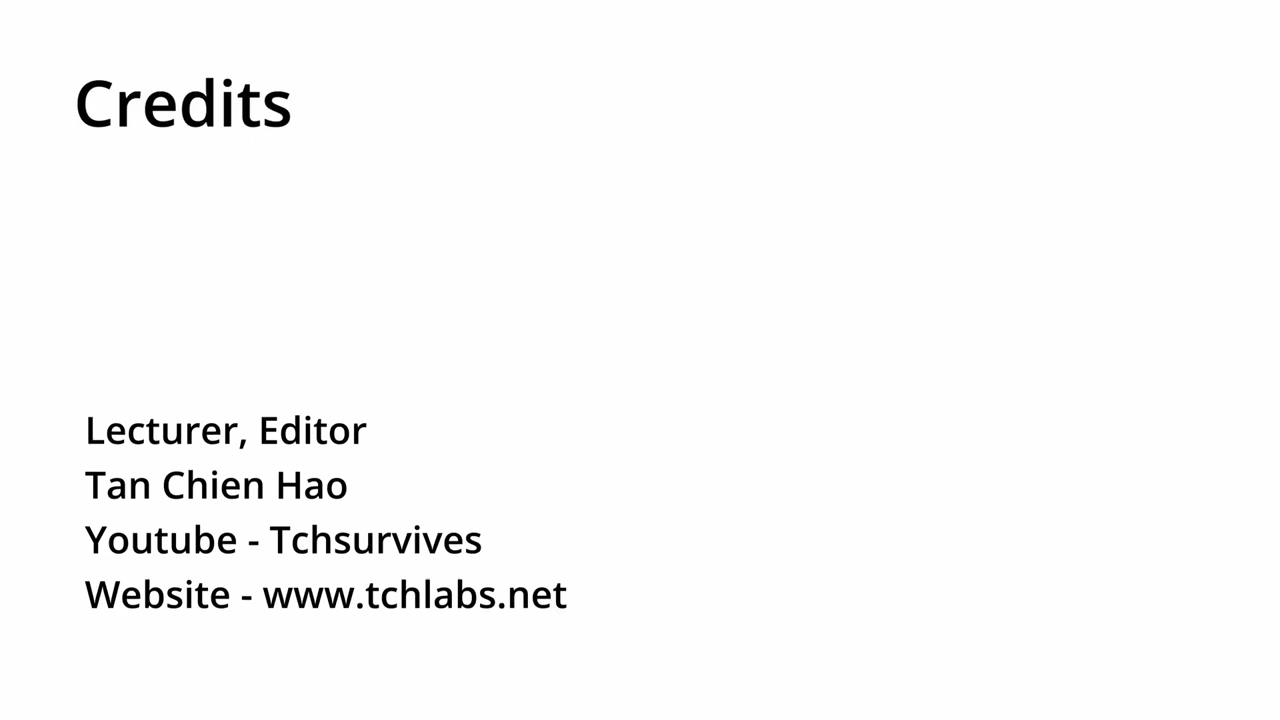 Credits
Lecturer, Editor
Tan Chien Hao
Youtube - Tchsurvives
Website - www.tchlabs.net